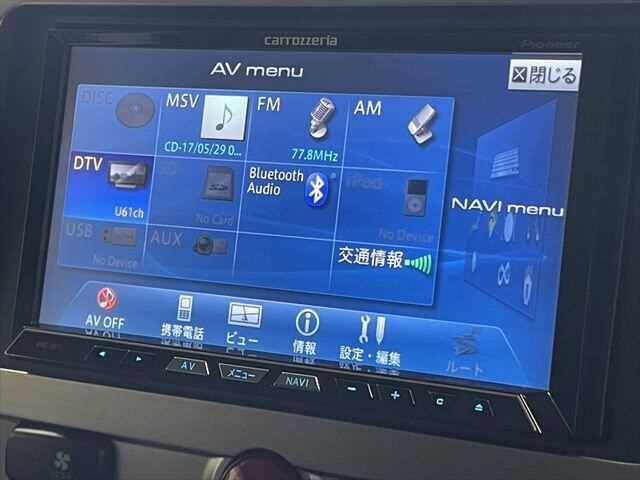 carrozzeria
Pioneer
AV menu
閉じる
DISC
MSV
CD-17/05/29 0...
FM
77.8MHz
AM
DTV
U61ch
SD
No Card
Bluetooth
Audio
iPod
No Device
NAVI menu
USB
No Device
AUX
交通情報
AV OFF
携帯電話
ビュー
情報
設定・編集
ルート
AV
メニュー
NAVI